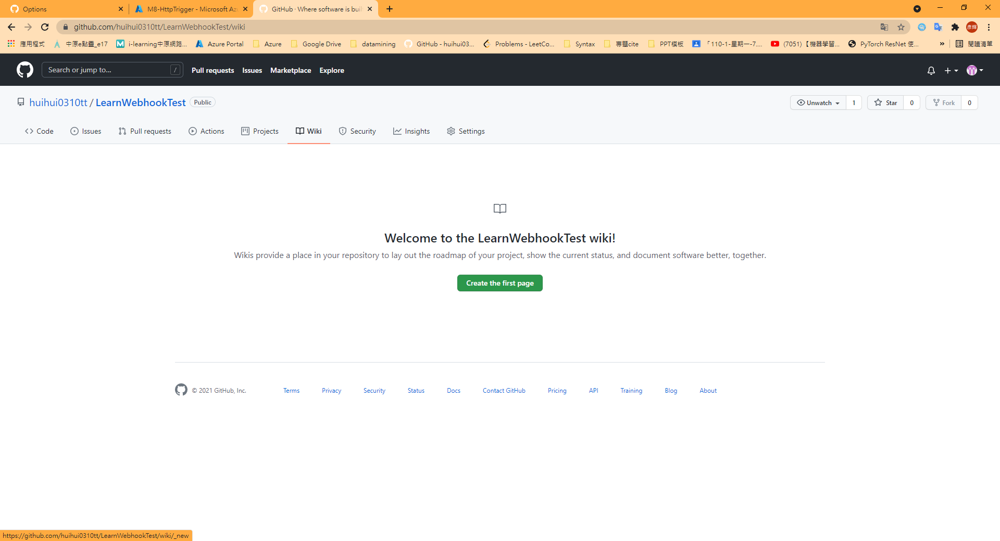 Options
M8-HttpTrigger - Microsoft Azu
GitHub · Where software is buil
github.com/huihui0310tt/LearnWebhookTest/wiki
彥輝
應用程式
中原e點靈_e17
i-learning中原網路...
Azure Portal
Azure
Google Drive
datamining
GitHub - huihui03...
Problems - LeetCo...
Syntax
專題cite
PPT模板
「110-1-星期一-7....
(7051)【機器學習...
PyTorch ResNet 使...
»
閱讀清單
Search or jump to...
/
Pull requests
Issues
Marketplace
Explore
huihui0310tt / LearnWebhookTest
Public
Unwatch 1
Star 0
Fork 0
Code
Issues
Pull requests
Actions
Projects
Wiki
Security
Insights
Settings
Welcome to the LearnWebhookTest wiki!
Wikis provide a place in your repository to lay out the roadmap of your project, show the current status, and document software better, together.
Create the first page
© 2021 GitHub, Inc.
Terms
Privacy
Security
Status
Docs
Contact GitHub
Pricing
API
Training
Blog
About
https://github.com/huihui0310tt/LearnWebhookTest/wiki/_new